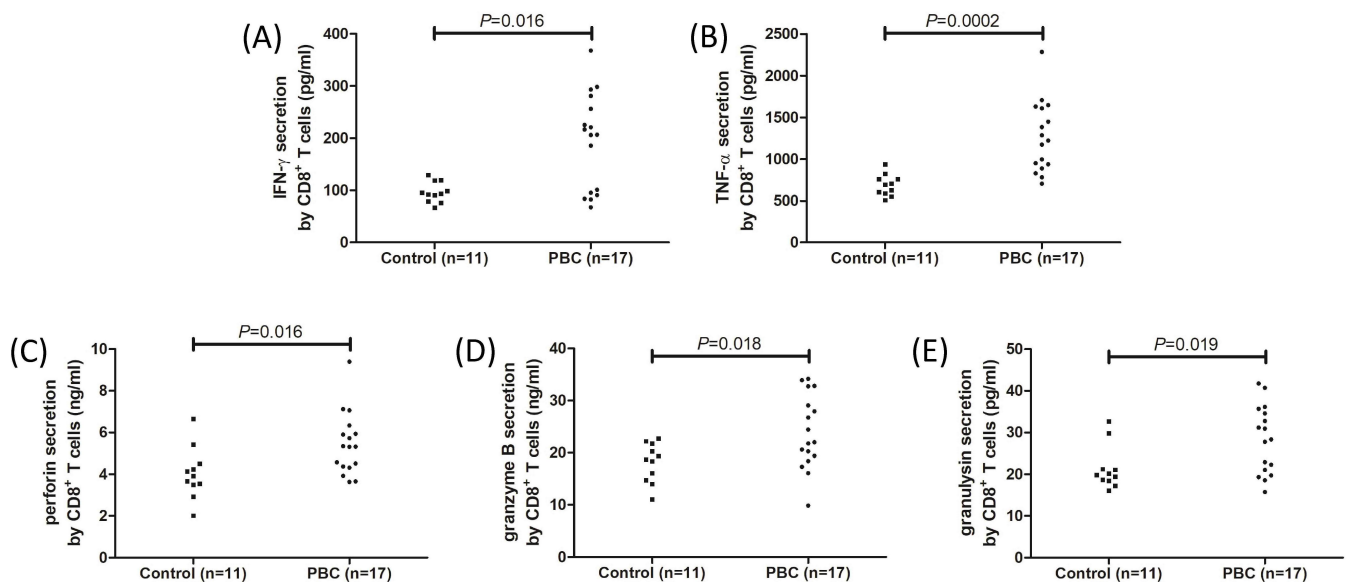 (A)
P=0.016
400
300
200
100
0
IFN-γ secretion
by CD8⁺ T cells (pg/ml)
Control (n=11)
PBC (n=17)
(B)
P=0.0002
2500
2000
1500
1000
500
0
TNF-α secretion
by CD8⁺ T cells (pg/ml)
Control (n=11)
PBC (n=17)
(C)
P=0.016
10
8
6
4
2
0
perforin secretion
by CD8⁺ T cells (ng/ml)
Control (n=11)
PBC (n=17)
(D)
P=0.018
40
30
20
10
0
granzyme B secretion
by CD8⁺ T cells (ng/ml)
Control (n=11)
PBC (n=17)
(E)
P=0.019
50
40
30
20
10
0
granulysin secretion
by CD8⁺ T cells (pg/ml)
Control (n=11)
PBC (n=17)